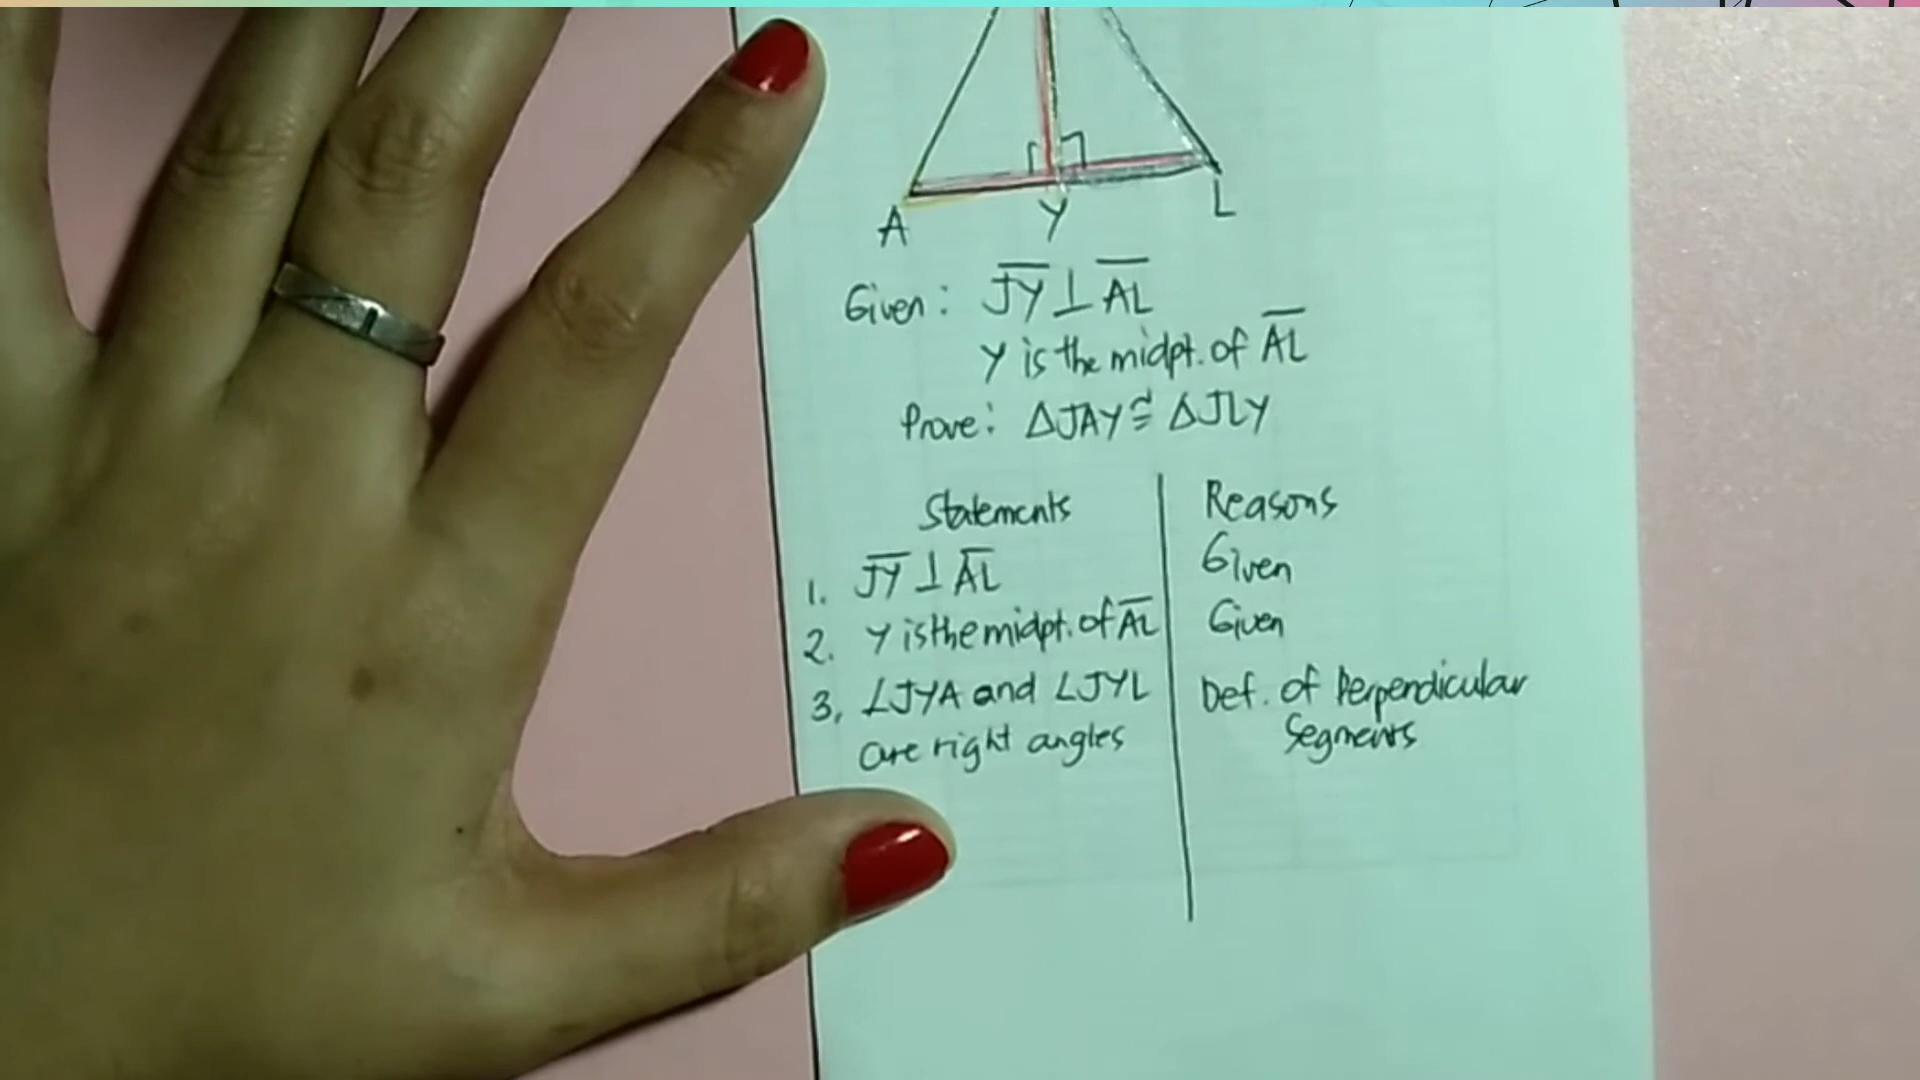 A Y L
Given: JY ⊥ AL
Y is the midpt. of AL
Prove: ΔJAY ≅ ΔJLY
Statements Reasons
1. JY ⊥ AL Given
2. Y is the midpt. of AL Given
3. ∠JYA and ∠JYL Def. of Perpendicular
are right angles Segments